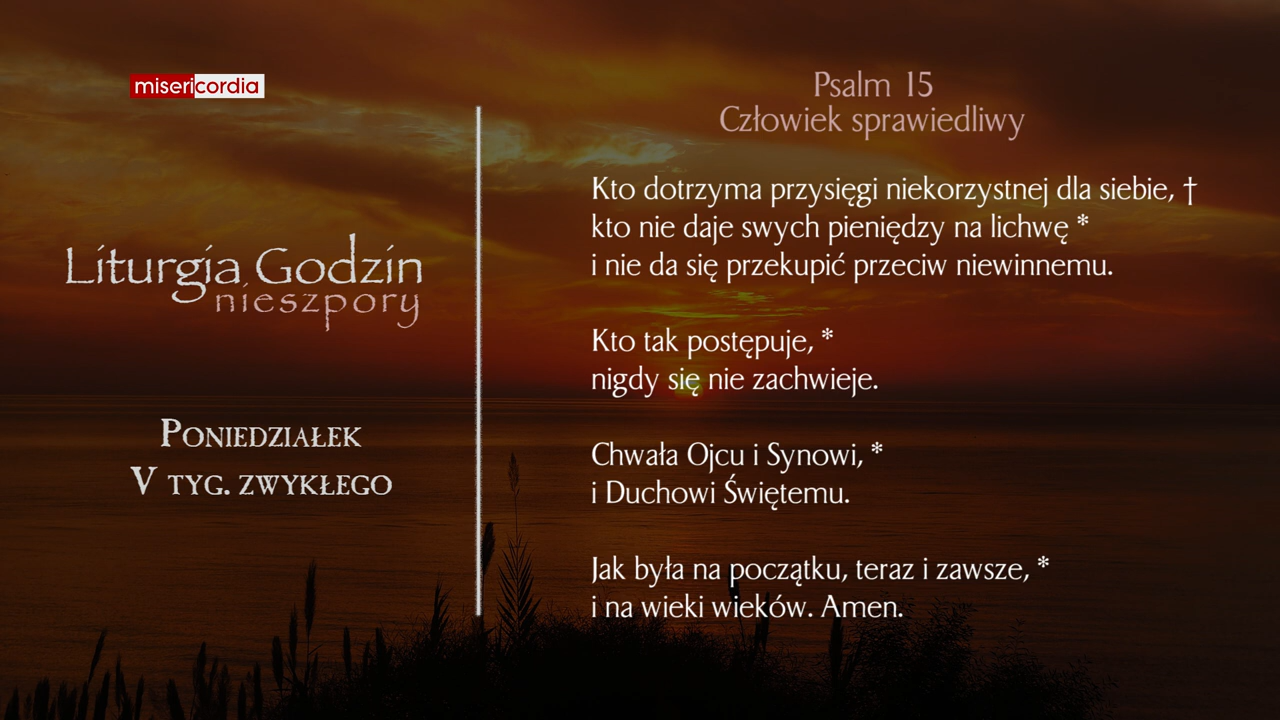 misericordia
Liturgia Godzin
nieszpory
Poniedziałek
V tyg. zwykłego
Psalm 15
Człowiek sprawiedliwy
Kto dotrzyma przysięgi niekorzystnej dla siebie, †
kto nie daje swych pieniędzy na lichwę *
i nie da się przekupić przeciw niewinnemu.
Kto tak postępuje, *
nigdy się nie zachwieje.
Chwała Ojcu i Synowi, *
i Duchowi Świętemu.
Jak była na początku, teraz i zawsze, *
i na wieki wieków. Amen.